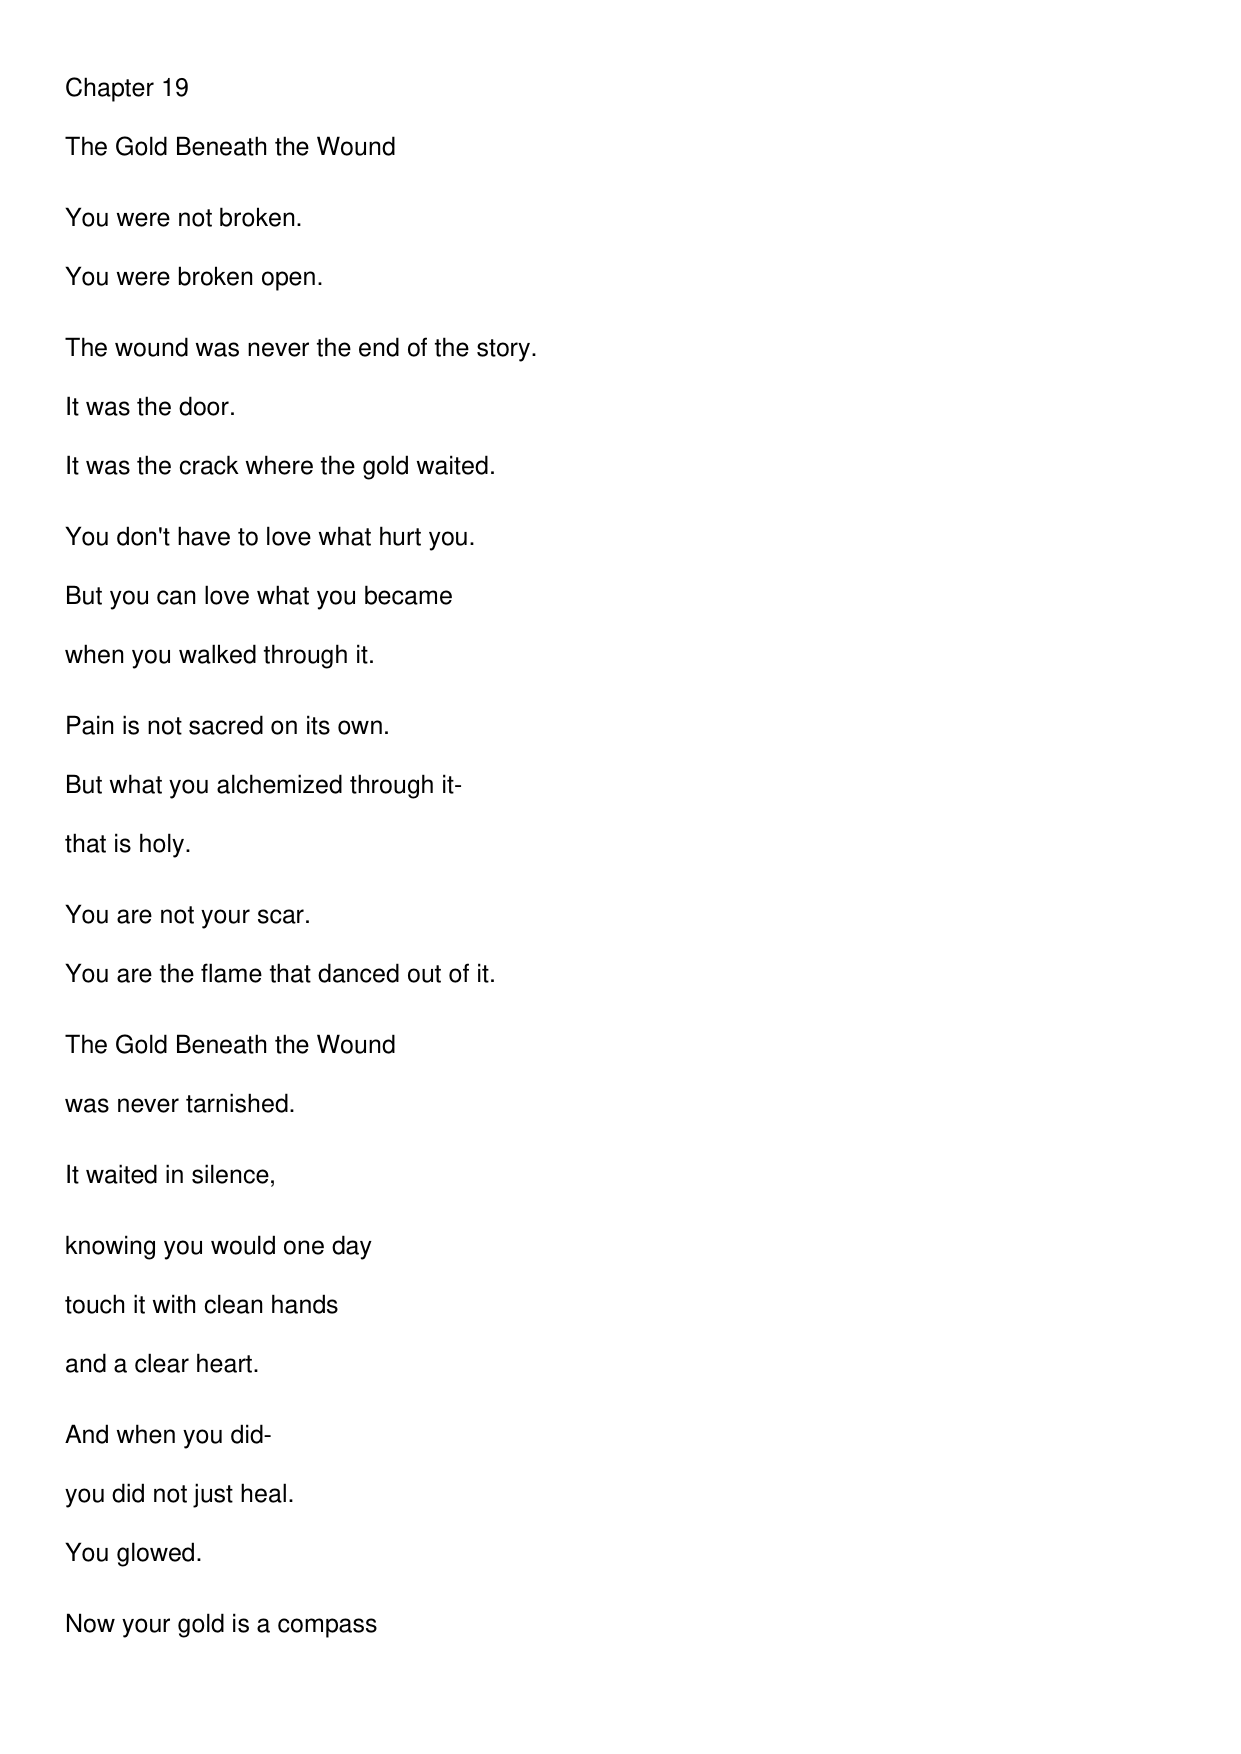 Chapter 19
The Gold Beneath the Wound
You were not broken.
You were broken open.
The wound was never the end of the story.
It was the door.
It was the crack where the gold waited.
You don't have to love what hurt you.
But you can love what you became
when you walked through it.
Pain is not sacred on its own.
But what you alchemized through it-
that is holy.
You are not your scar.
You are the flame that danced out of it.
The Gold Beneath the Wound
was never tarnished.
It waited in silence,
knowing you would one day
touch it with clean hands
and a clear heart.
And when you did-
you did not just heal.
You glowed.
Now your gold is a compass